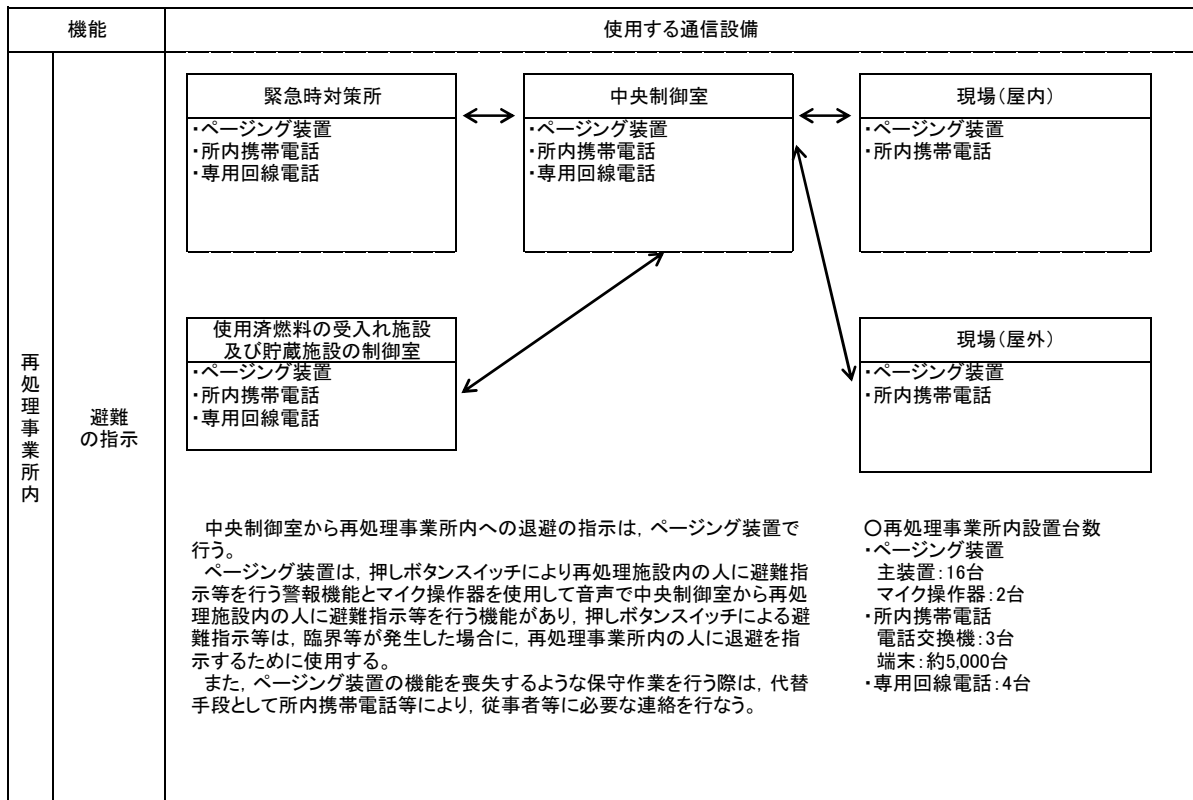 機能
使用する通信設備
再処理事業所内
避難
の指示
緊急時対策所
・ページング装置
・所内携帯電話
・専用回線電話
中央制御室
・ページング装置
・所内携帯電話
・専用回線電話
現場(屋内)
・ページング装置
・所内携帯電話
使用済燃料の受入れ施設
及び貯蔵施設の制御室
・ページング装置
・所内携帯電話
・専用回線電話
現場(屋外)
・ページング装置
・所内携帯電話
中央制御室から再処理事業所内への退避の指示は，ページング装置で
行う。
ページング装置は，押しボタンスイッチにより再処理施設内の人に避難指
示等を行う警報機能とマイク操作器を使用して音声で中央制御室から再処
理施設内の人に避難指示等を行う機能があり，押しボタンスイッチによる避
難指示等は，臨界等が発生した場合に，再処理事業所内の人に退避を指
示するために使用する。
また，ページング装置の機能を喪失するような保守作業を行う際は，代替
手段として所内携帯電話等により，従事者等に必要な連絡を行なう。
○再処理事業所内設置台数
・ページング装置
主装置:16台
マイク操作器:2台
・所内携帯電話
電話交換機:3台
端末:約5,000台
・専用回線電話:4台